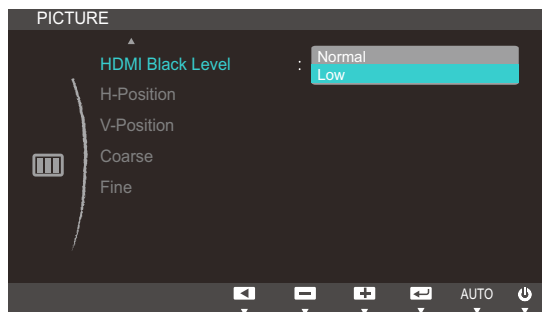 PICTURE
HDMI Black Level : Normal
Low
H-Position
V-Position
Coarse
Fine
AUTO